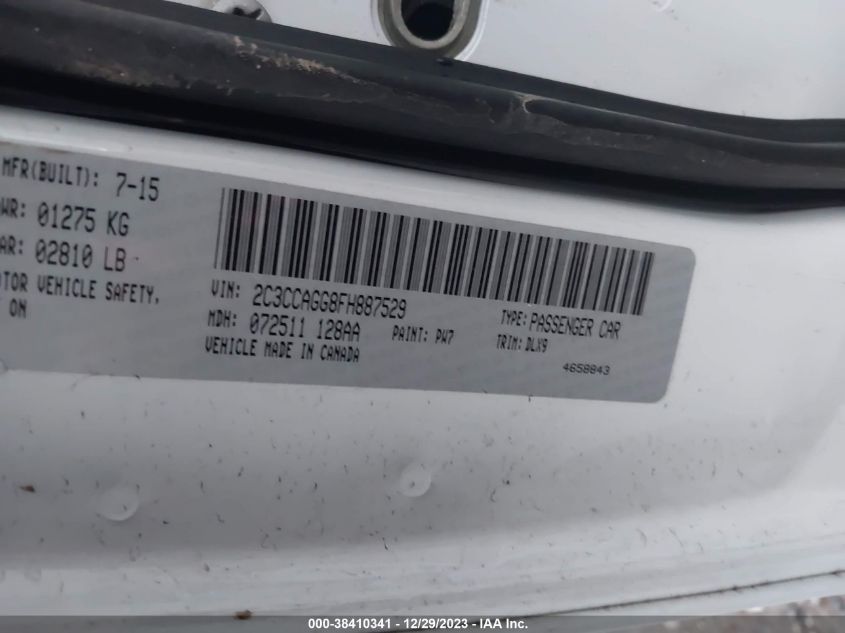 MFR(BUILT): 7-15
WR: 01275 KG
AR: 02810 LB
OTOR VEHICLE SAFETY,
ON
VIN: 2C3CCAGG8FH887529
MDH: 072511 128AA
PAINT: PW7
VEHICLE MADE IN CANADA
TYPE: PASSENGER CAR
TRIM: DLX9
4658843
000-38410341 - 12/29/2023 - IAA Inc.